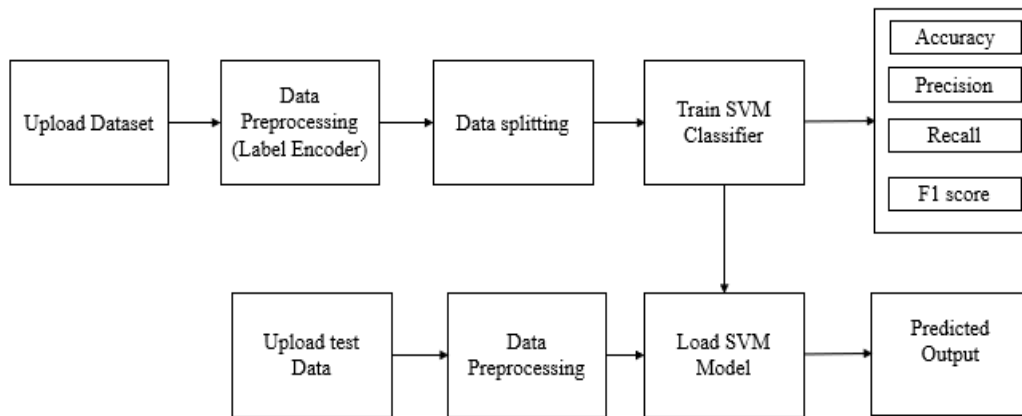 Upload Dataset
Data
Preprocessing
(Label Encoder)
Data splitting
Train SVM
Classifier
Accuracy
Precision
Recall
F1 score
Upload test
Data
Data
Preprocessing
Load SVM
Model
Predicted
Output